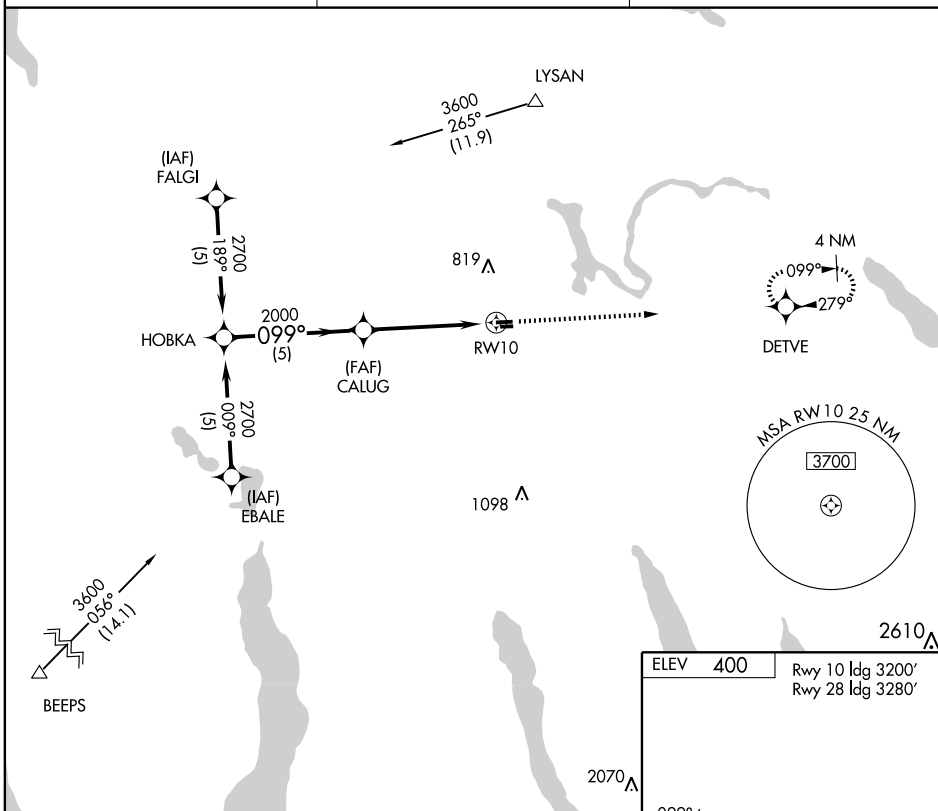 LYSAN
3600
265°
(11.9)
(IAF)
FALGI
2700
189°
(5)
819
4 NM
099°
279°
DETVE
HOBKA
2000
099°
(5)
(FAF)
CALUG
RW10
2700
009°
(5)
(IAF)
EBALE
MSA RW10 25 NM
3700
1098
3600
056°
(14.1)
BEEPS
2610
ELEV 400
Rwy 10 ldg 3200'
Rwy 28 ldg 3280'
2070